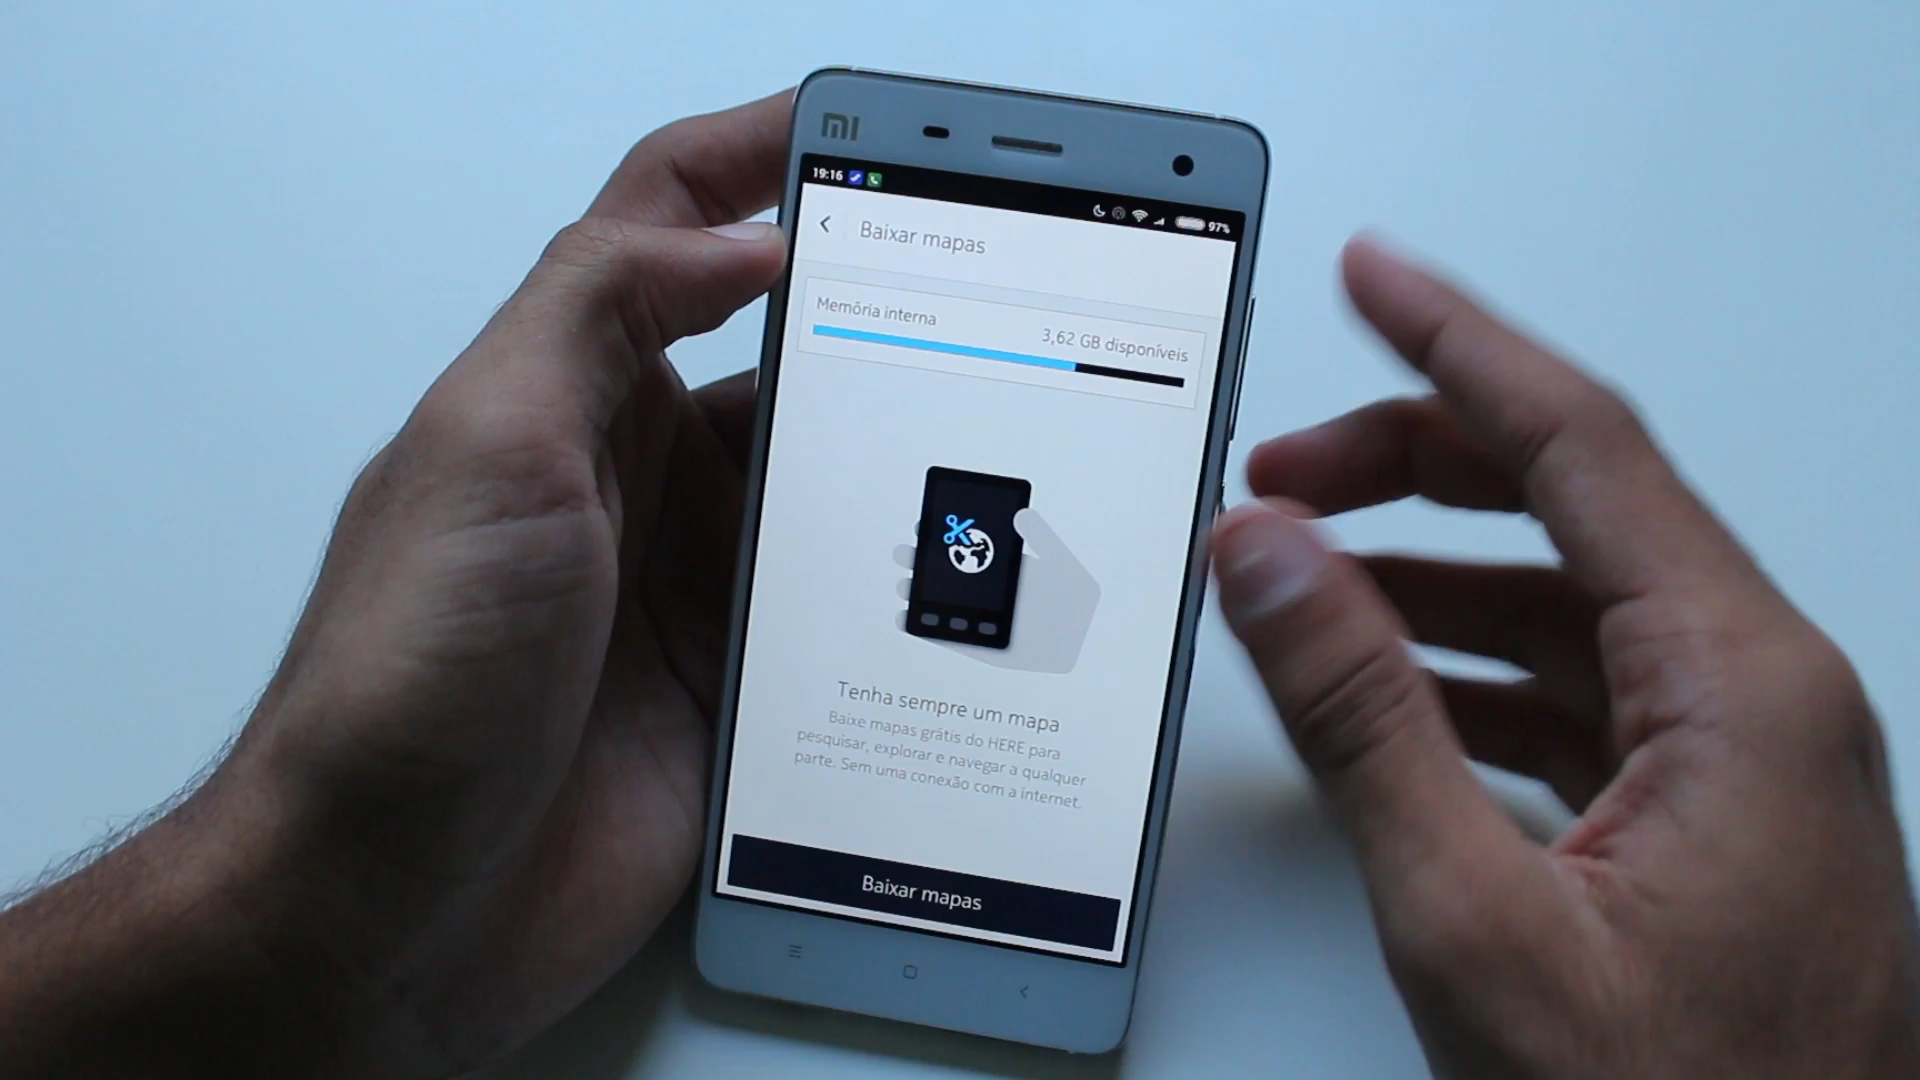 mi
19:16
97%
Baixar mapas
Memória interna
3,62 GB disponíveis
Tenha sempre um mapa
Baixe mapas grátis do HERE para
pesquisar, explorar e navegar a qualquer
parte. Sem uma conexão com a internet.
Baixar mapas